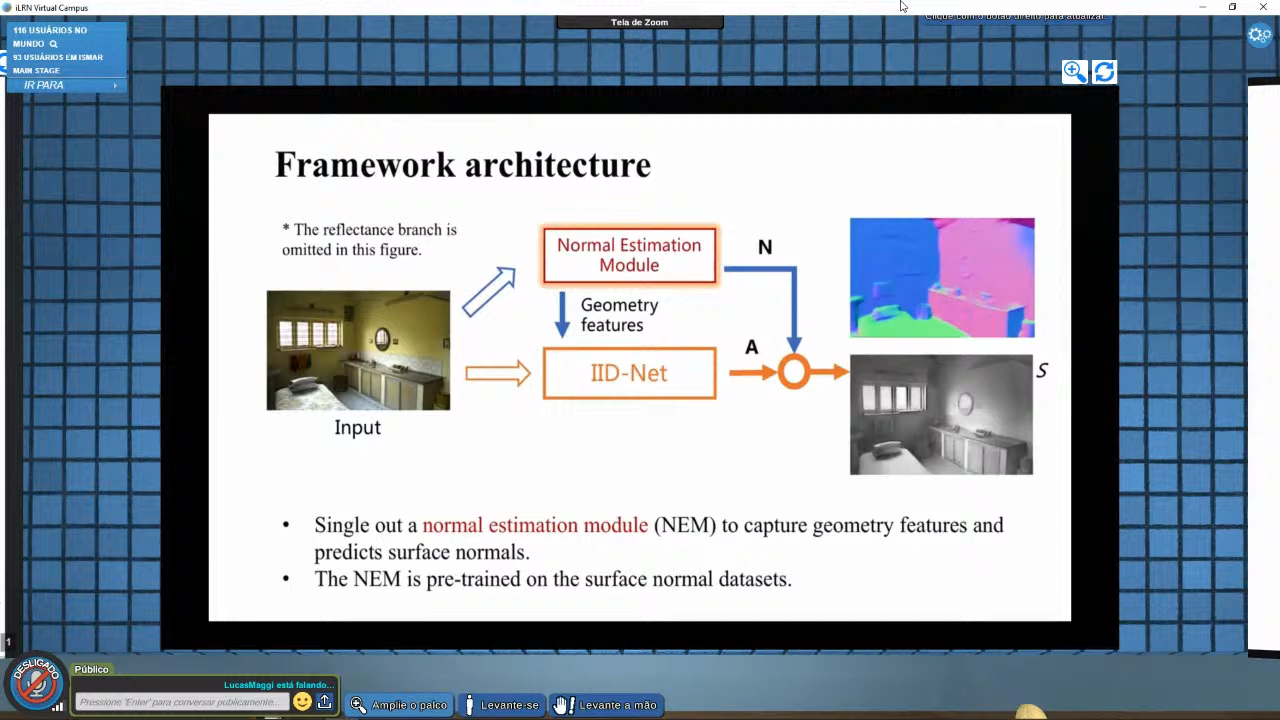 iLRN Virtual Campus
116 USUÁRIOS NO
MUNDO
93 USUÁRIOS EM ISMAR
MAIN STAGE
IR PARA
Tela de Zoom
Clique com o botão direito para atualizar.
Framework architecture
* The reflectance branch is
omitted in this figure.
Normal Estimation
Module
N
Geometry
features
IID-Net
A
S
Input
• Single out a normal estimation module (NEM) to capture geometry features and
predicts surface normals.
• The NEM is pre-trained on the surface normal datasets.
1
DESLIGADO
Público
LucasMaggi está falando...
Pressione 'Enter' para conversar publicamente...
Amplie o palco
Levante-se
Levante a mão